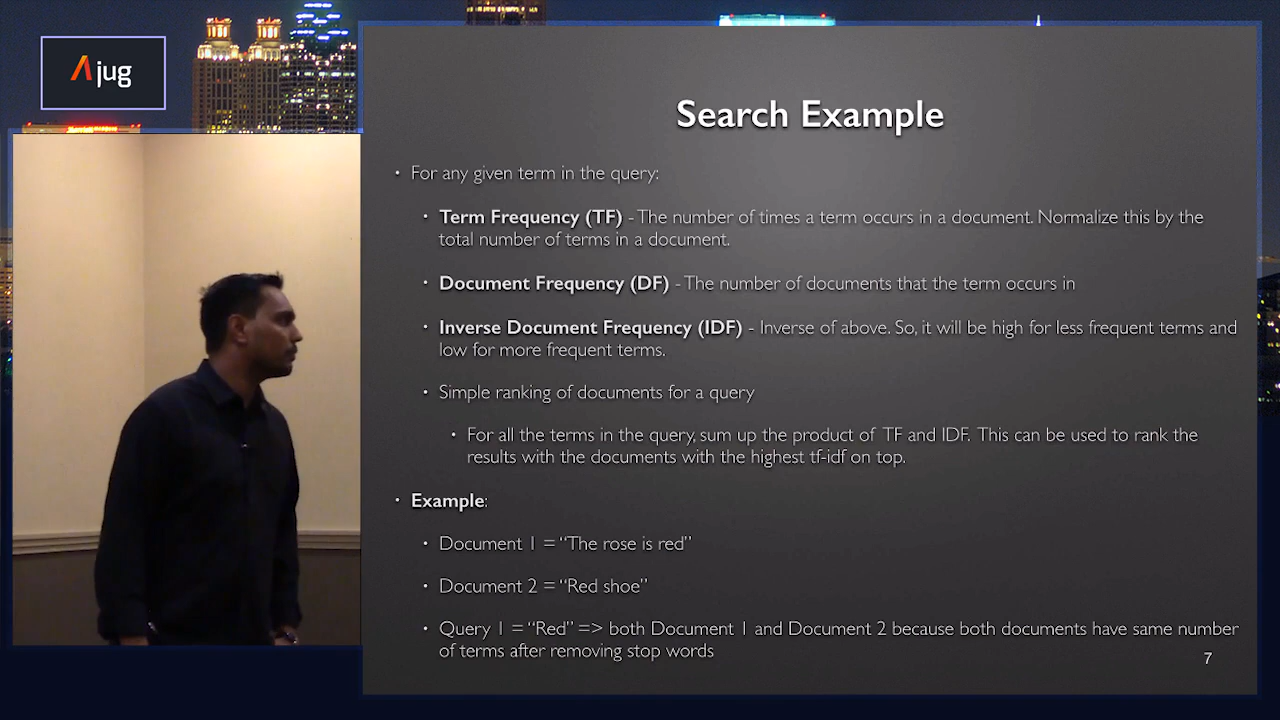 Λjug
Search Example
• For any given term in the query:
• Term Frequency (TF) - The number of times a term occurs in a document. Normalize this by the
total number of terms in a document.
• Document Frequency (DF) - The number of documents that the term occurs in
• Inverse Document Frequency (IDF) - Inverse of above. So, it will be high for less frequent terms and
low for more frequent terms.
• Simple ranking of documents for a query
• For all the terms in the query, sum up the product of TF and IDF. This can be used to rank the
results with the documents with the highest tf-idf on top.
• Example:
• Document 1 = “The rose is red”
• Document 2 = “Red shoe”
• Query 1 = “Red” => both Document 1 and Document 2 because both documents have same number
of terms after removing stop words
7